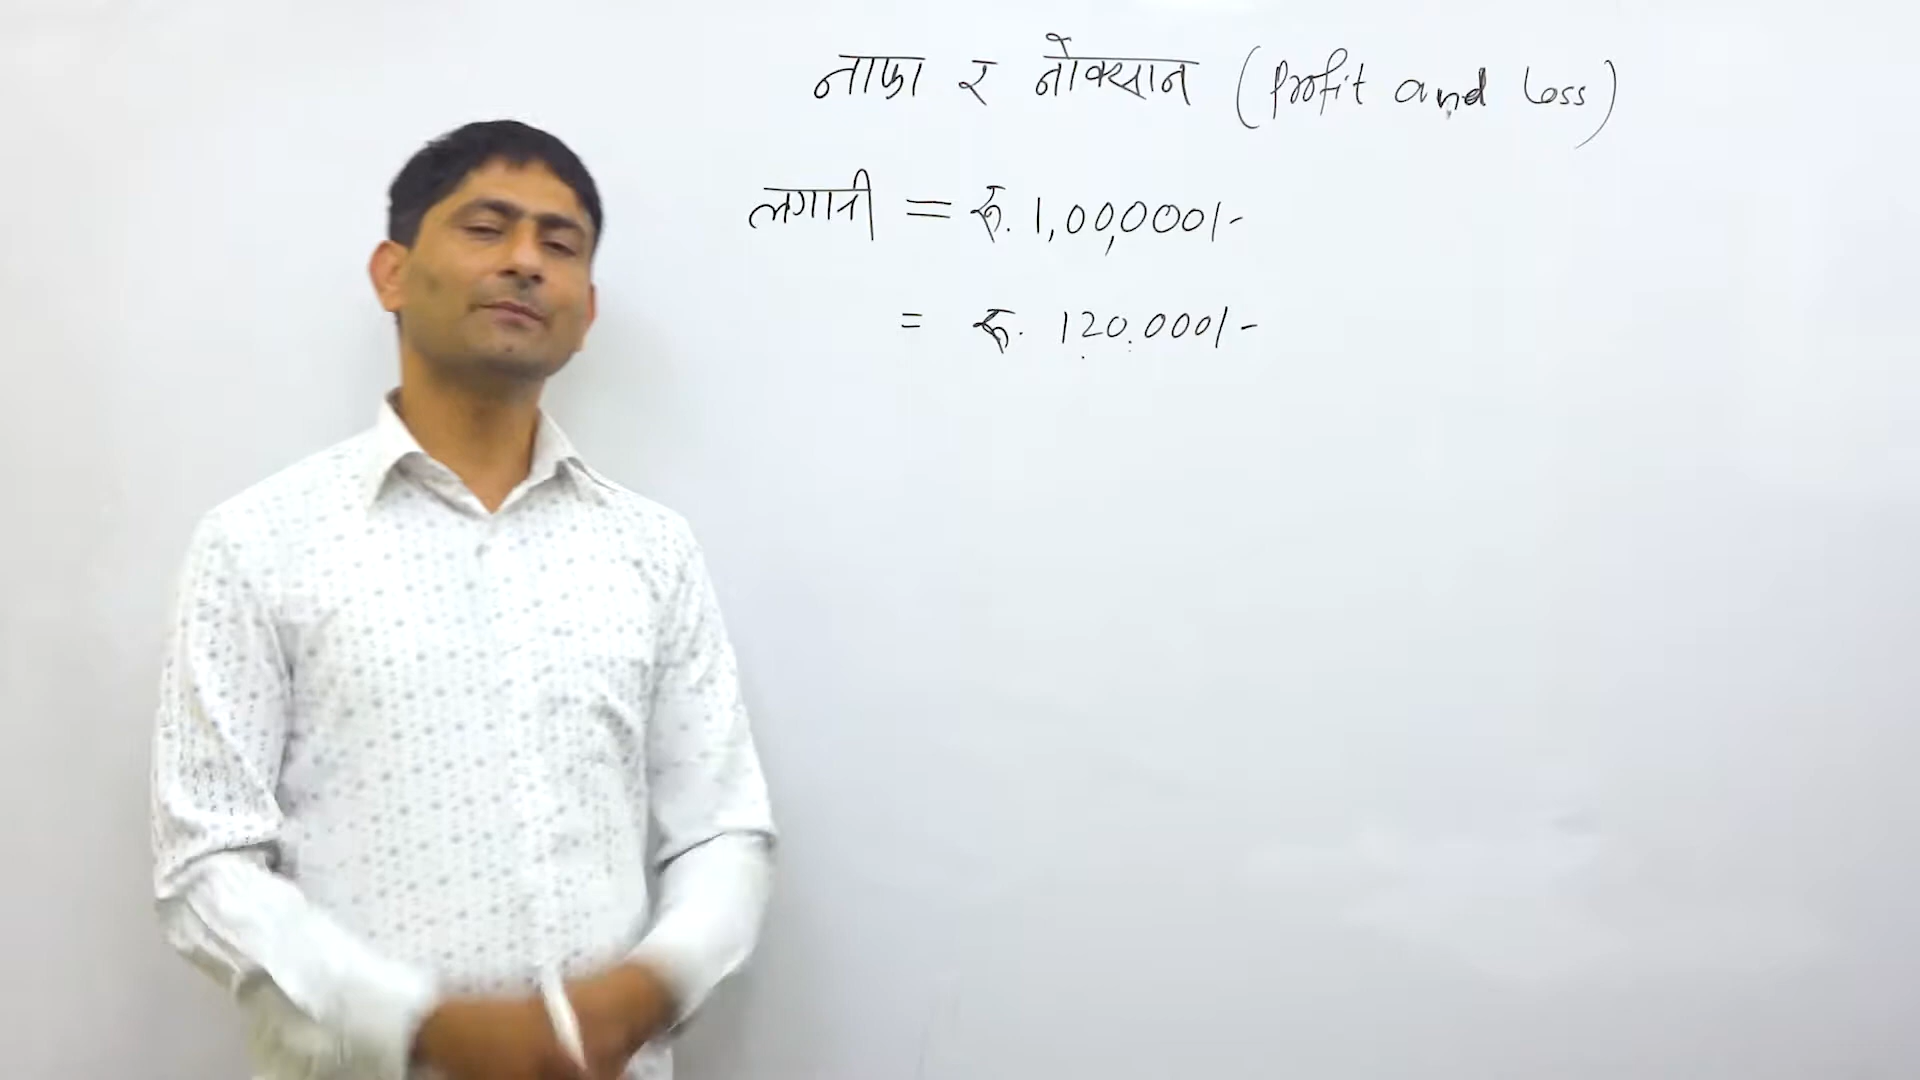 नाफा र नोक्सान (Profit and Loss)
लगानी = रू. 1,00,000/-
= रू. 120,000/-